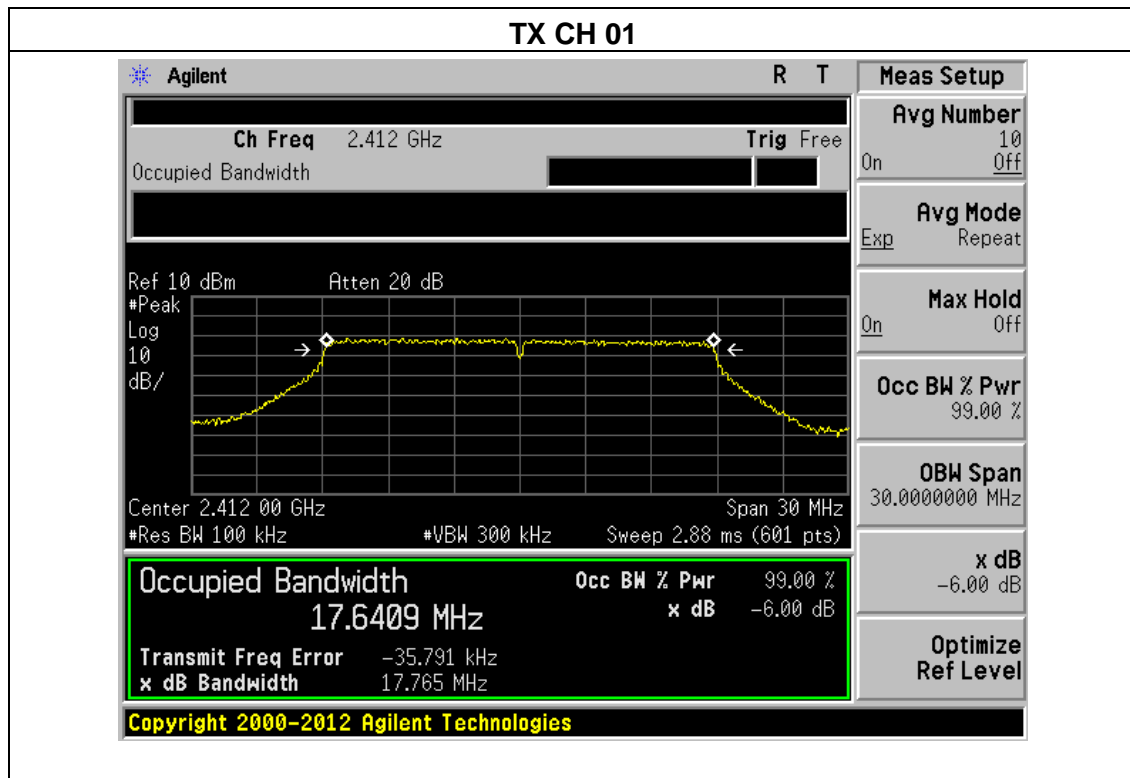 TX CH 01
Agilent R T
Ch Freq 2.412 GHz Trig Free
Occupied Bandwidth
Ref 10 dBm Atten 20 dB
#Peak
Log
10
dB/
Center 2.412 00 GHz Span 30 MHz
#Res BW 100 kHz #VBW 300 kHz Sweep 2.88 ms (601 pts)
Occupied Bandwidth Occ BW % Pwr 99.00 %
17.6409 MHz x dB -6.00 dB
Transmit Freq Error -35.791 kHz
x dB Bandwidth 17.765 MHz
Copyright 2000-2012 Agilent Technologies
Meas Setup
Avg Number
10
On Off
Avg Mode
Exp Repeat
Max Hold
On Off
Occ BW % Pwr
99.00 %
OBW Span
30.0000000 MHz
x dB
-6.00 dB
Optimize
Ref Level